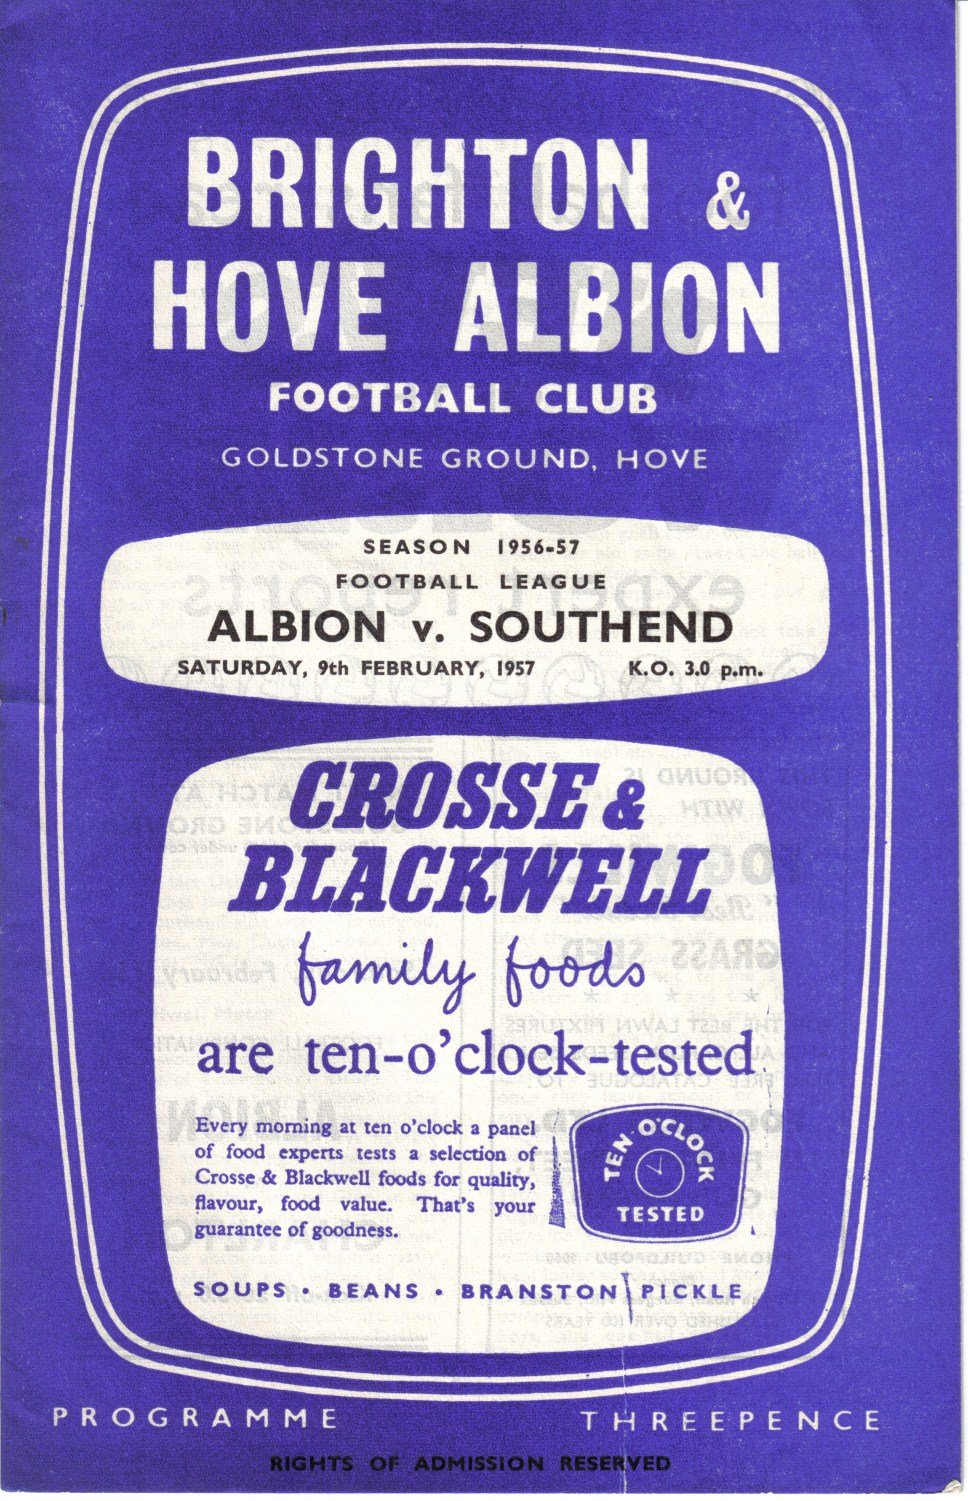 BRIGHTON &
HOVE ALBION
FOOTBALL CLUB
GOLDSTONE GROUND, HOVE
SEASON 1956-57
FOOTBALL LEAGUE
ALBION v. SOUTHEND
SATURDAY, 9th FEBRUARY, 1957 K.O. 3.0 p.m.
CROSSE &
BLACKWELL
family foods
are ten-o'clock-tested
Every morning at ten o'clock a panel
of food experts tests a selection of
Crosse & Blackwell foods for quality,
flavour, food value. That's your
guarantee of goodness.
TEN-O'CLOCK
TESTED
SOUPS • BEANS • BRANSTON PICKLE
PROGRAMME THREEPENCE
RIGHTS OF ADMISSION RESERVED